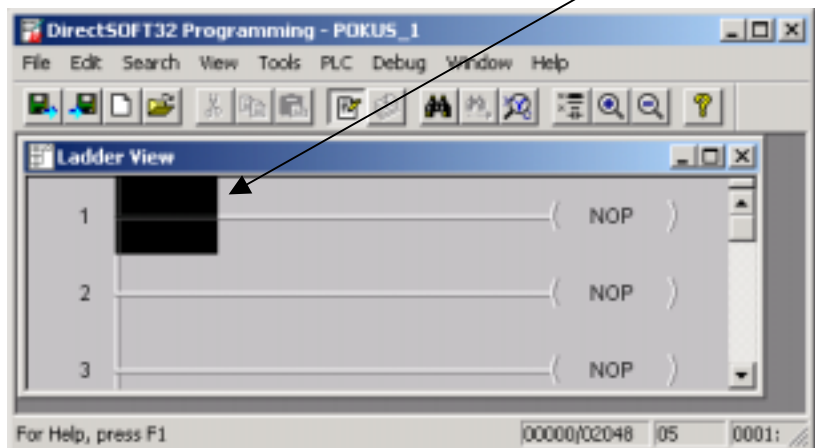 DirectSOFT32 Programming - POKUS_1
File Edit Search View Tools PLC Debug Window Help
Ladder View
1 ( NOP )
2 ( NOP )
3 ( NOP )
For Help, press F1 00000/02048 05 0001: